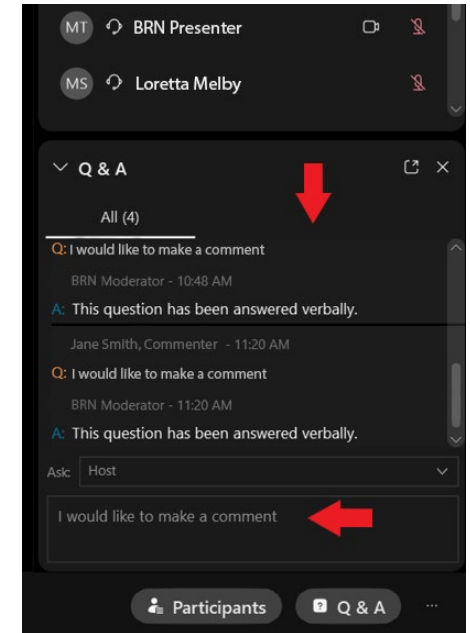 MT BRN Presenter
MS Loretta Melby
Q & A
All (4)
Q: I would like to make a comment
BRN Moderator - 10:48 AM
A: This question has been answered verbally.
Jane Smith, Commenter - 11:20 AM
Q: I would like to make a comment
BRN Moderator - 11:20 AM
A: This question has been answered verbally.
Ask: Host
I would like to make a comment
Participants ? Q & A ...